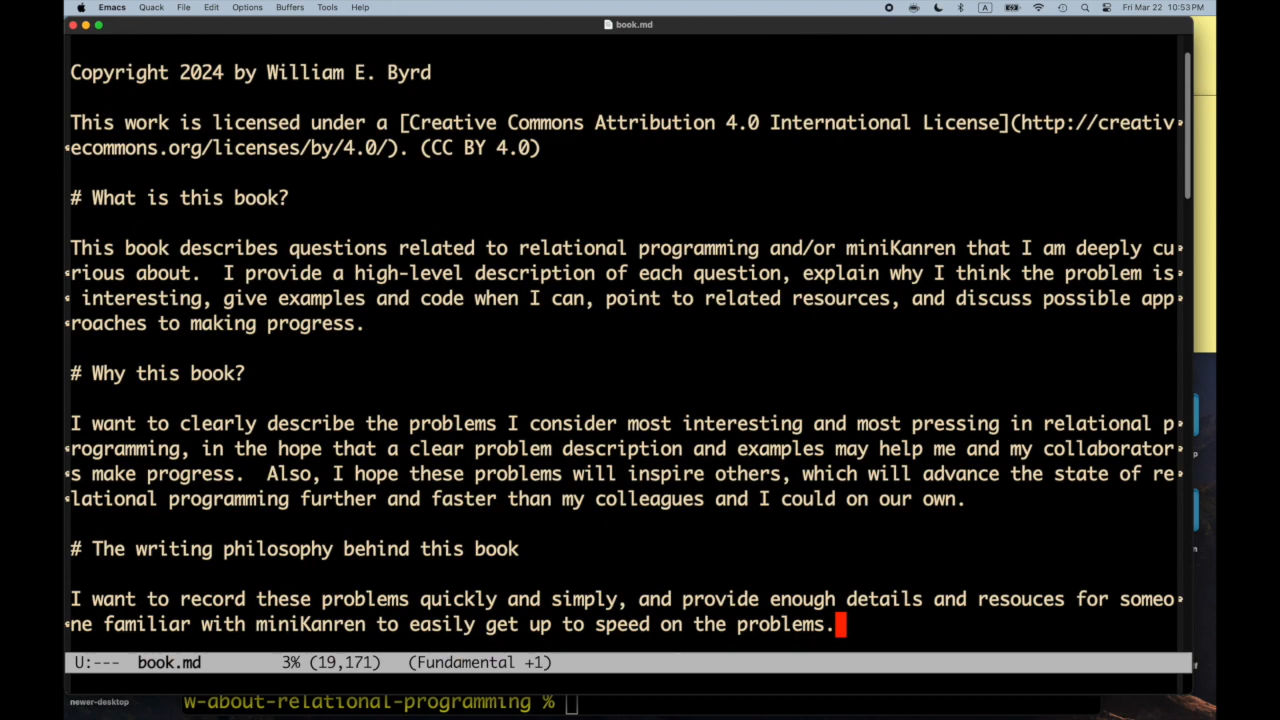 Emacs Quack File Edit Options Buffers Tools Help A Fri Mar 22 10:53 PM
book.md
Copyright 2024 by William E. Byrd
This work is licensed under a [Creative Commons Attribution 4.0 International License](http://creativ
ecommons.org/licenses/by/4.0/). (CC BY 4.0)
# What is this book?
This book describes questions related to relational programming and/or miniKanren that I am deeply cu
rious about.  I provide a high-level description of each question, explain why I think the problem is
 interesting, give examples and code when I can, point to related resources, and discuss possible app
roaches to making progress.
# Why this book?
I want to clearly describe the problems I consider most interesting and most pressing in relational p
rogramming, in the hope that a clear problem description and examples may help me and my collaborator
s make progress.  Also, I hope these problems will inspire others, which will advance the state of re
lational programming further and faster than my colleagues and I could on our own.
# The writing philosophy behind this book
I want to record these problems quickly and simply, and provide enough details and resouces for someo
ne familiar with miniKanren to easily get up to speed on the problems.
U:--- book.md 3% (19,171) (Fundamental +1)
newer-desktop w-about-relational-programming %